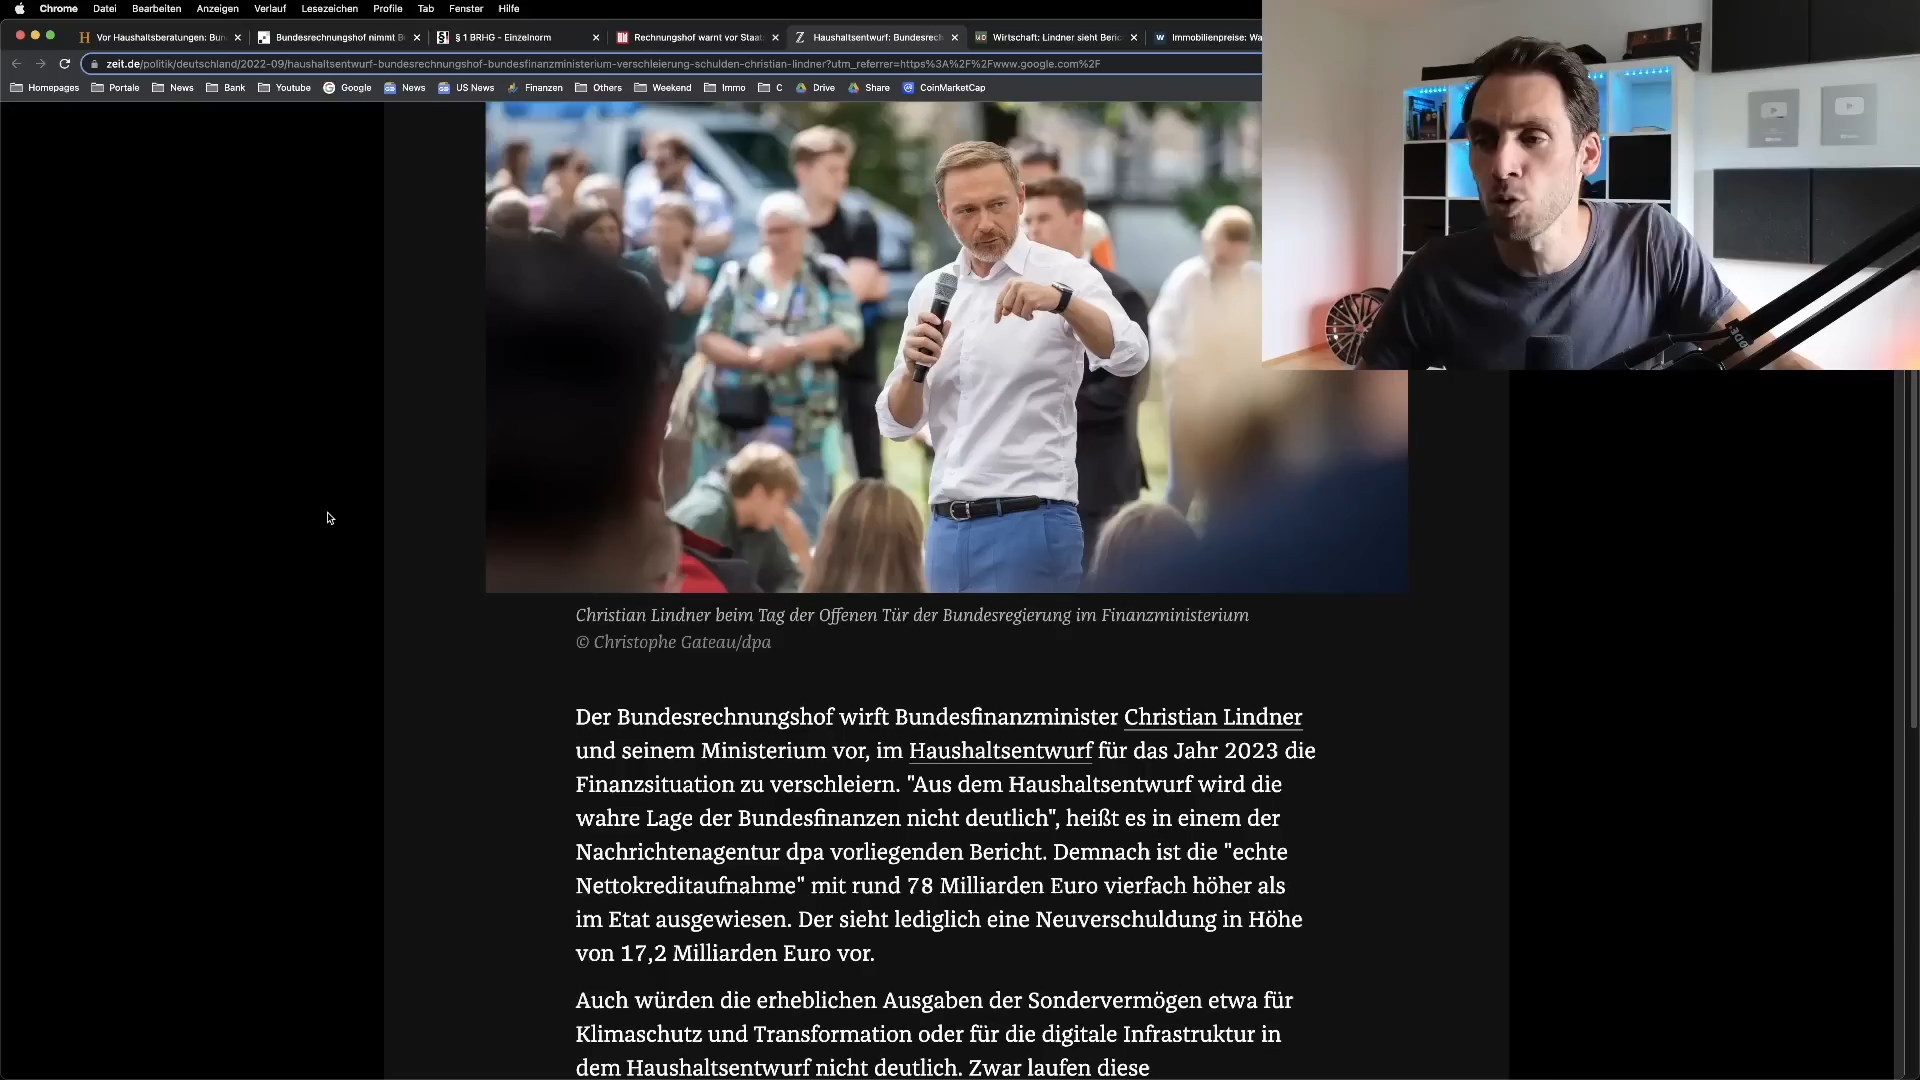 Chrome Datei Bearbeiten Anzeigen Verlauf Lesezeichen Profile Tab Fenster Hilfe
Vor Haushaltsberatungen: Bun
Bundesrechnungshof nimmt B
§ 1 BRHG - Einzelnorm
Rechnungshof warnt vor Staat
Haushaltsentwurf: Bundesrech
Wirtschaft: Lindner sieht Beric
Immobilienpreise: Wa
zeit.de/politik/deutschland/2022-09/haushaltsentwurf-bundesrechnungshof-bundesfinanzministerium-verschleierung-schulden-christian-lindner?utm_referrer=https%3A%2F%2Fwww.google.com%2F
Homepages Portale News Bank Youtube Google News US News Finanzen Others Weekend Immo C Drive Share CoinMarketCap
Christian Lindner beim Tag der Offenen Tür der Bundesregierung im Finanzministerium
© Christophe Gateau/dpa
Der Bundesrechnungshof wirft Bundesfinanzminister Christian Lindner
und seinem Ministerium vor, im Haushaltsentwurf für das Jahr 2023 die
Finanzsituation zu verschleiern. "Aus dem Haushaltsentwurf wird die
wahre Lage der Bundesfinanzen nicht deutlich", heißt es in einem der
Nachrichtenagentur dpa vorliegenden Bericht. Demnach ist die "echte
Nettokreditaufnahme" mit rund 78 Milliarden Euro vierfach höher als
im Etat ausgewiesen. Der sieht lediglich eine Neuverschuldung in Höhe
von 17,2 Milliarden Euro vor.
Auch würden die erheblichen Ausgaben der Sondervermögen etwa für
Klimaschutz und Transformation oder für die digitale Infrastruktur in
dem Haushaltsentwurf nicht deutlich. Zwar laufen diese